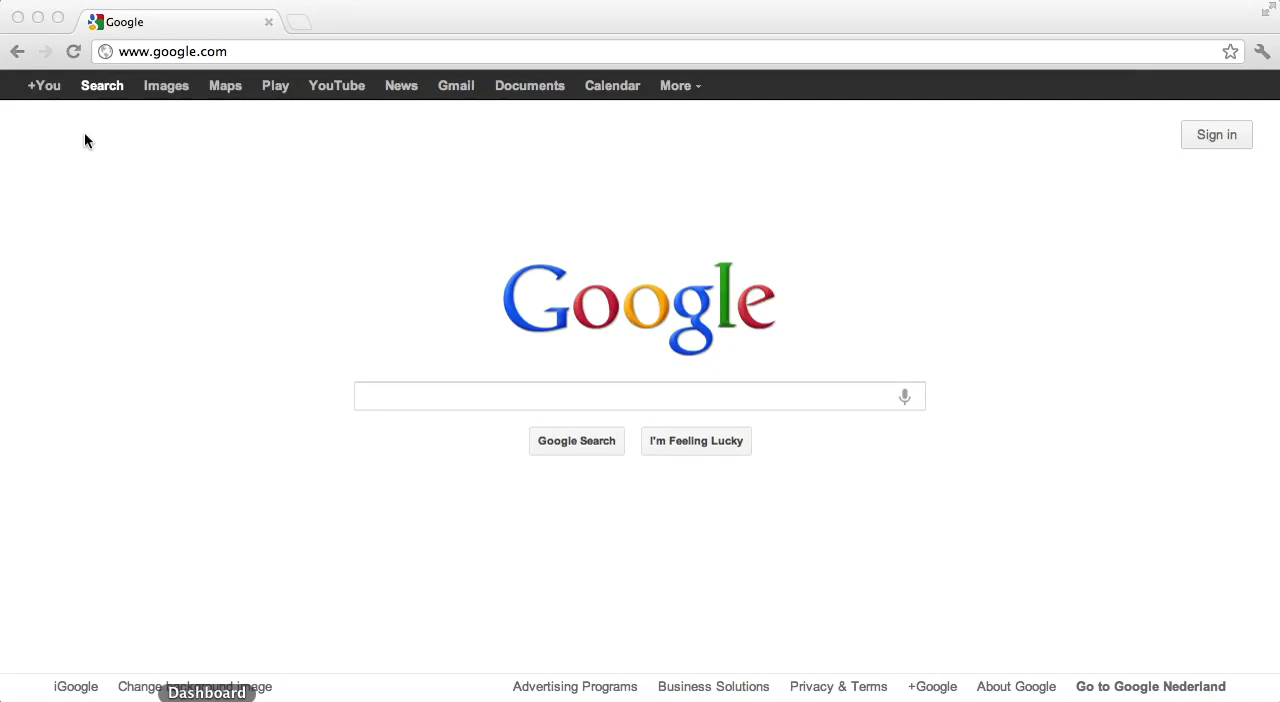 Google
www.google.com
+You Search Images Maps Play YouTube News Gmail Documents Calendar More
Sign in
Google
Google Search I'm Feeling Lucky
iGoogle Change background image Advertising Programs Business Solutions Privacy & Terms +Google About Google Go to Google Nederland
Dashboard